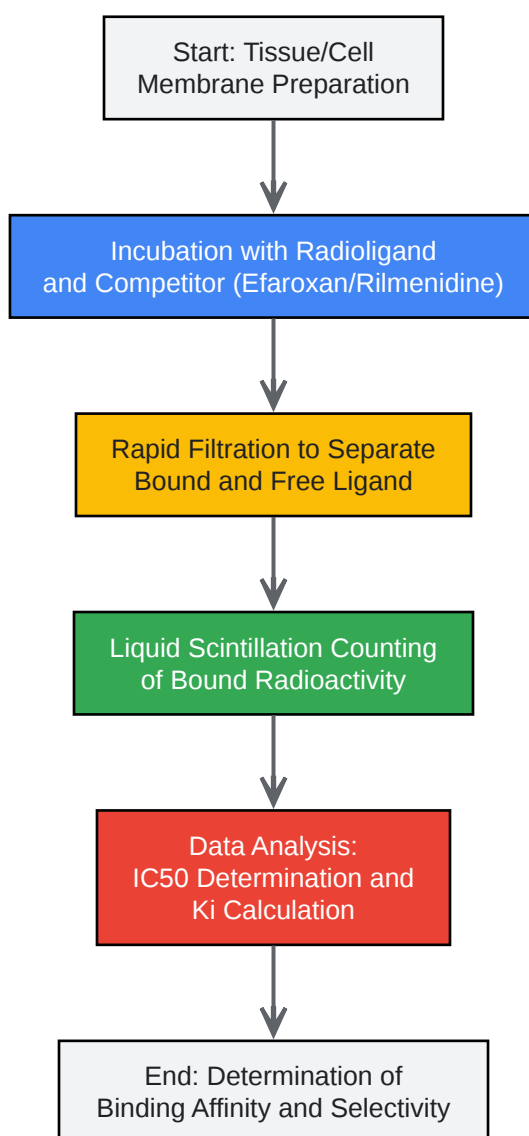 Start: Tissue/Cell
Membrane Preparation
Incubation with Radioligand
and Competitor (Efaroxan/Rilmenidine)
Rapid Filtration to Separate
Bound and Free Ligand
Liquid Scintillation Counting
of Bound Radioactivity
Data Analysis:
IC50 Determination and
Ki Calculation
End: Determination of
Binding Affinity and Selectivity